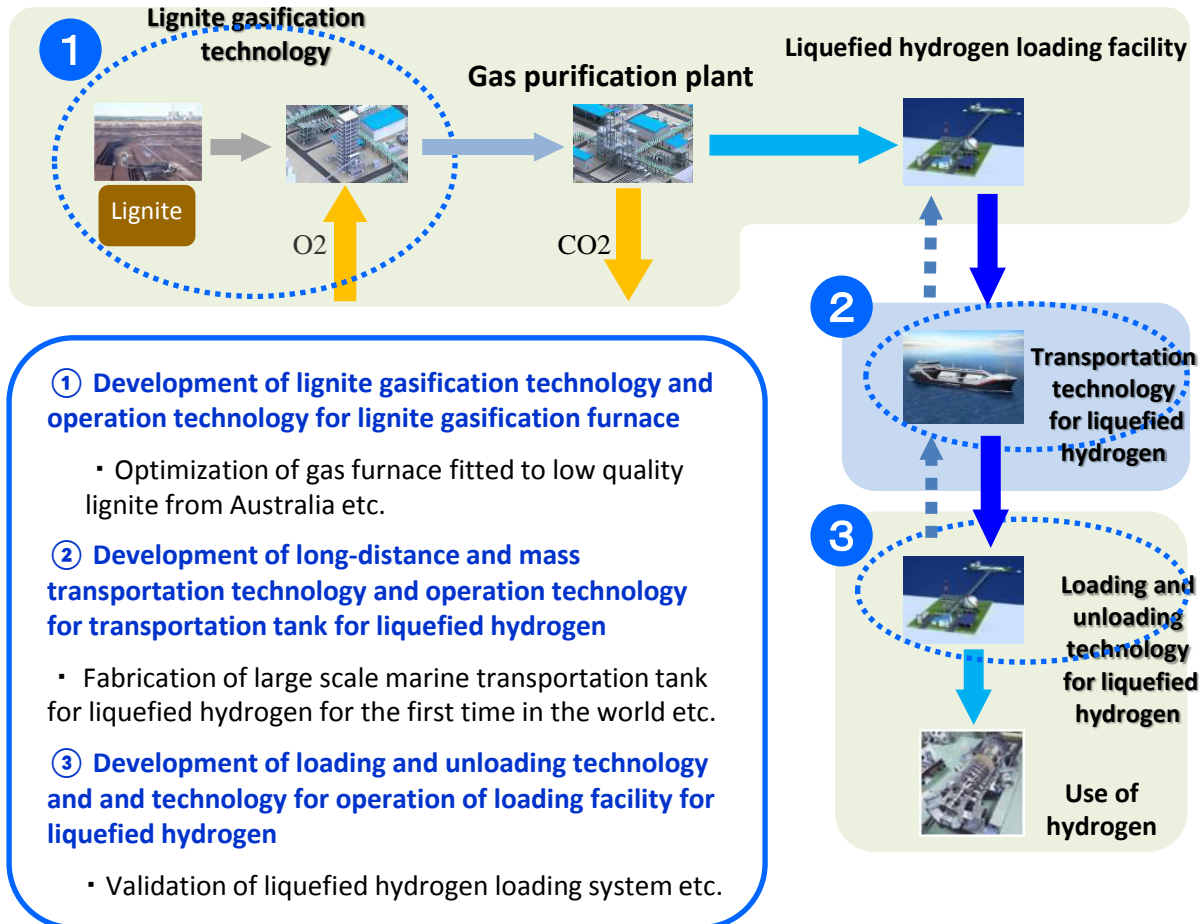 1
Lignite gasification
technology
Liquefied hydrogen loading facility
Gas purification plant
Lignite
O2
CO2
2
Transportation
technology
for liquefied
hydrogen
3
Loading and
unloading
technology
for liquefied
hydrogen
Use of
hydrogen
① Development of lignite gasification technology and
operation technology for lignite gasification furnace
・Optimization of gas furnace fitted to low quality
lignite from Australia etc.
② Development of long-distance and mass
transportation technology and operation technology
for transportation tank for liquefied hydrogen
・ Fabrication of large scale marine transportation tank
for liquefied hydrogen for the first time in the world etc.
③ Development of loading and unloading technology
and and technology for operation of loading facility for
liquefied hydrogen
・Validation of liquefied hydrogen loading system etc.